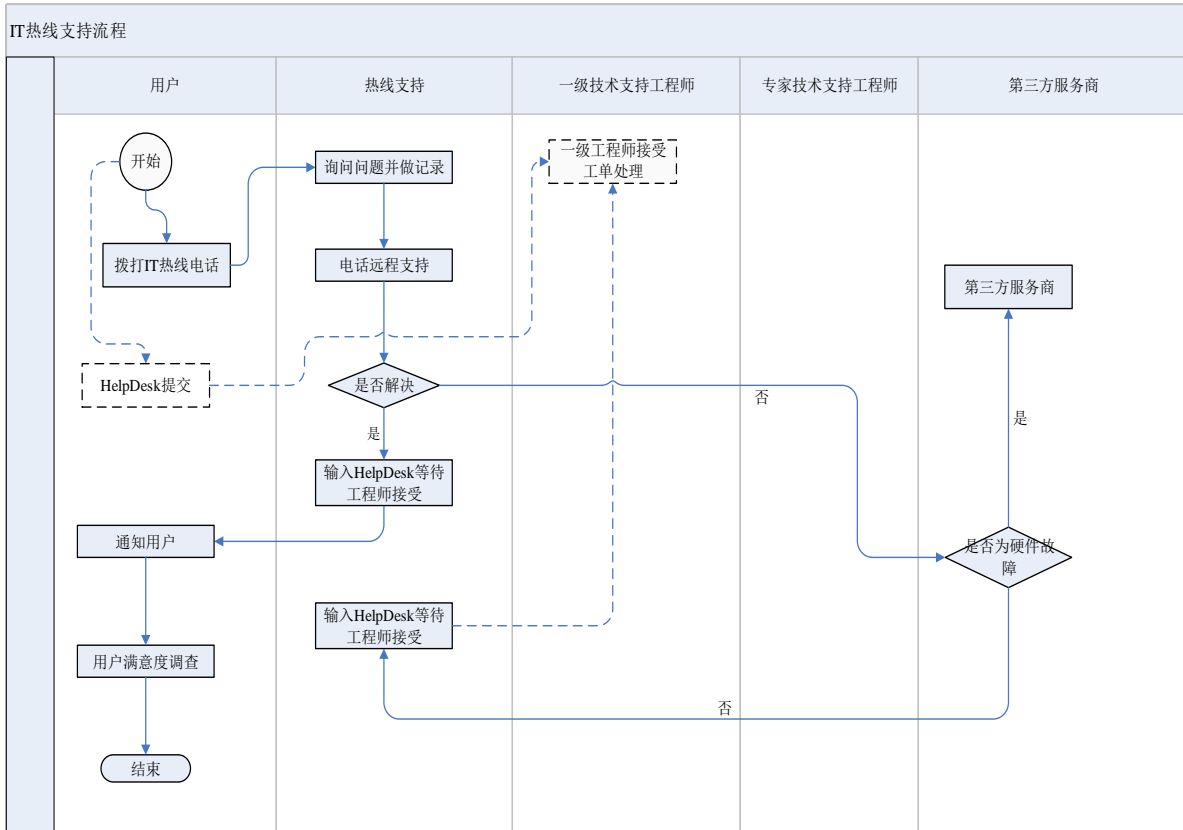 IT热线支持流程
用户
热线支持
一级技术支持工程师
专家技术支持工程师
第三方服务商
开始
询问问题并做记录
一级工程师接受
工单处理
拨打IT热线电话
电话远程支持
第三方服务商
HelpDesk提交
是否解决
否
是
是
输入HelpDesk等待
工程师接受
通知用户
是否为硬件故
障
输入HelpDesk等待
工程师接受
用户满意度调查
否
结束